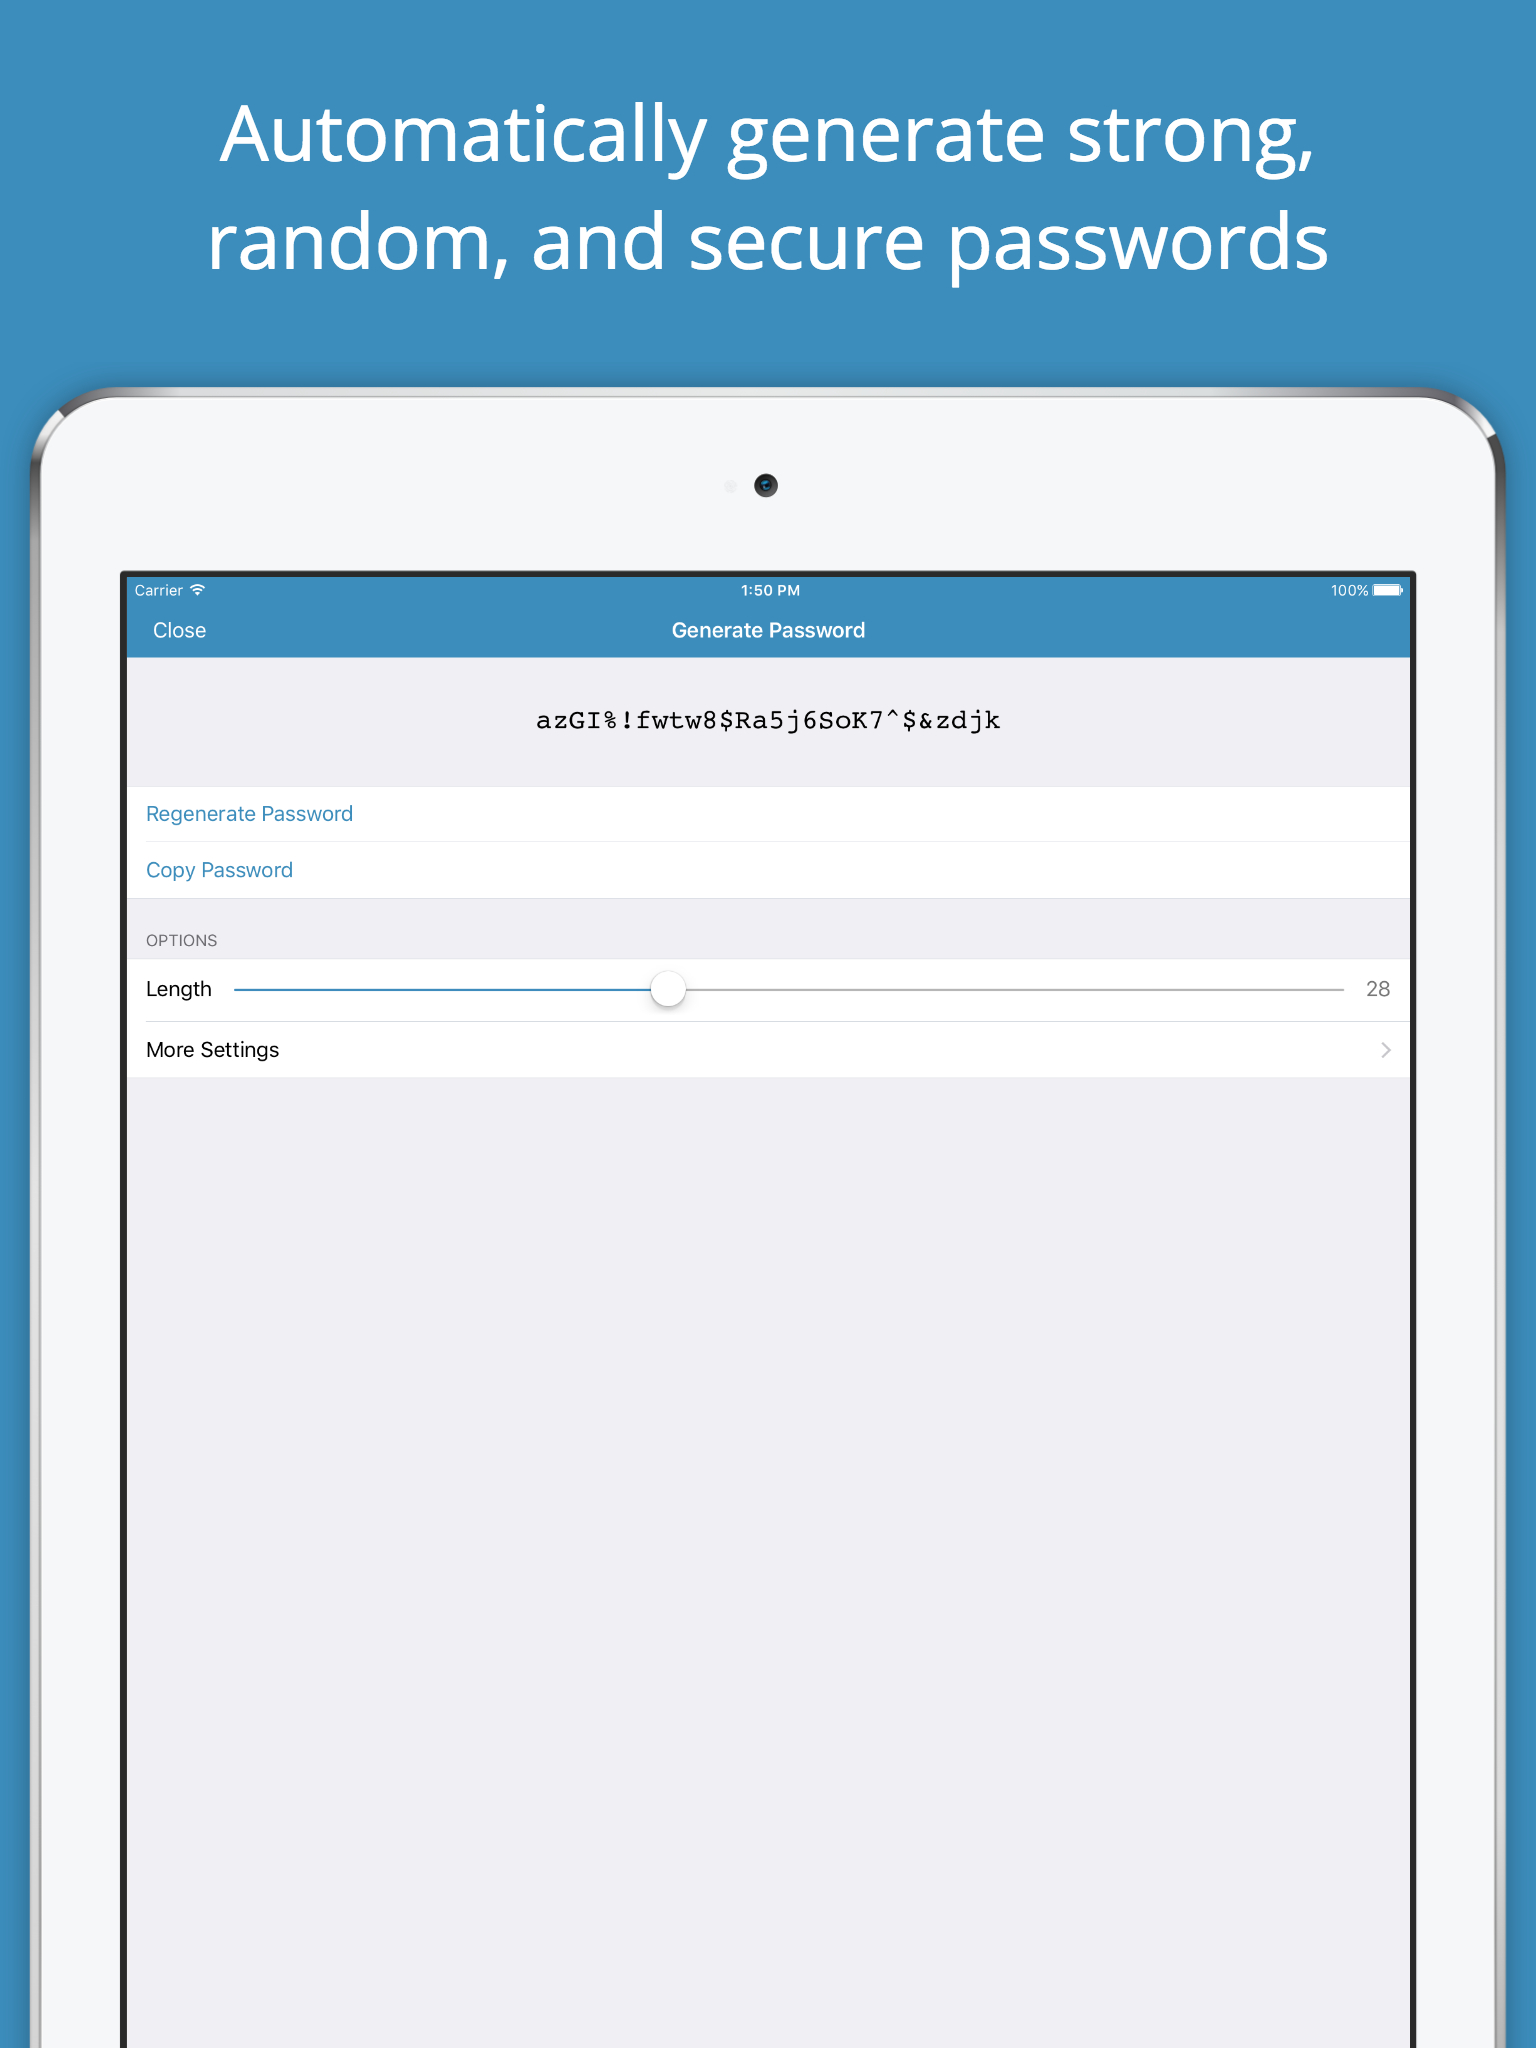 Automatically generate strong,
random, and secure passwords
Carrier 1:50 PM 100%
Close Generate Password
azGI%!fwtw8$Ra5j6SoK7^$&zdjk
Regenerate Password
Copy Password
OPTIONS
Length 28
More Settings